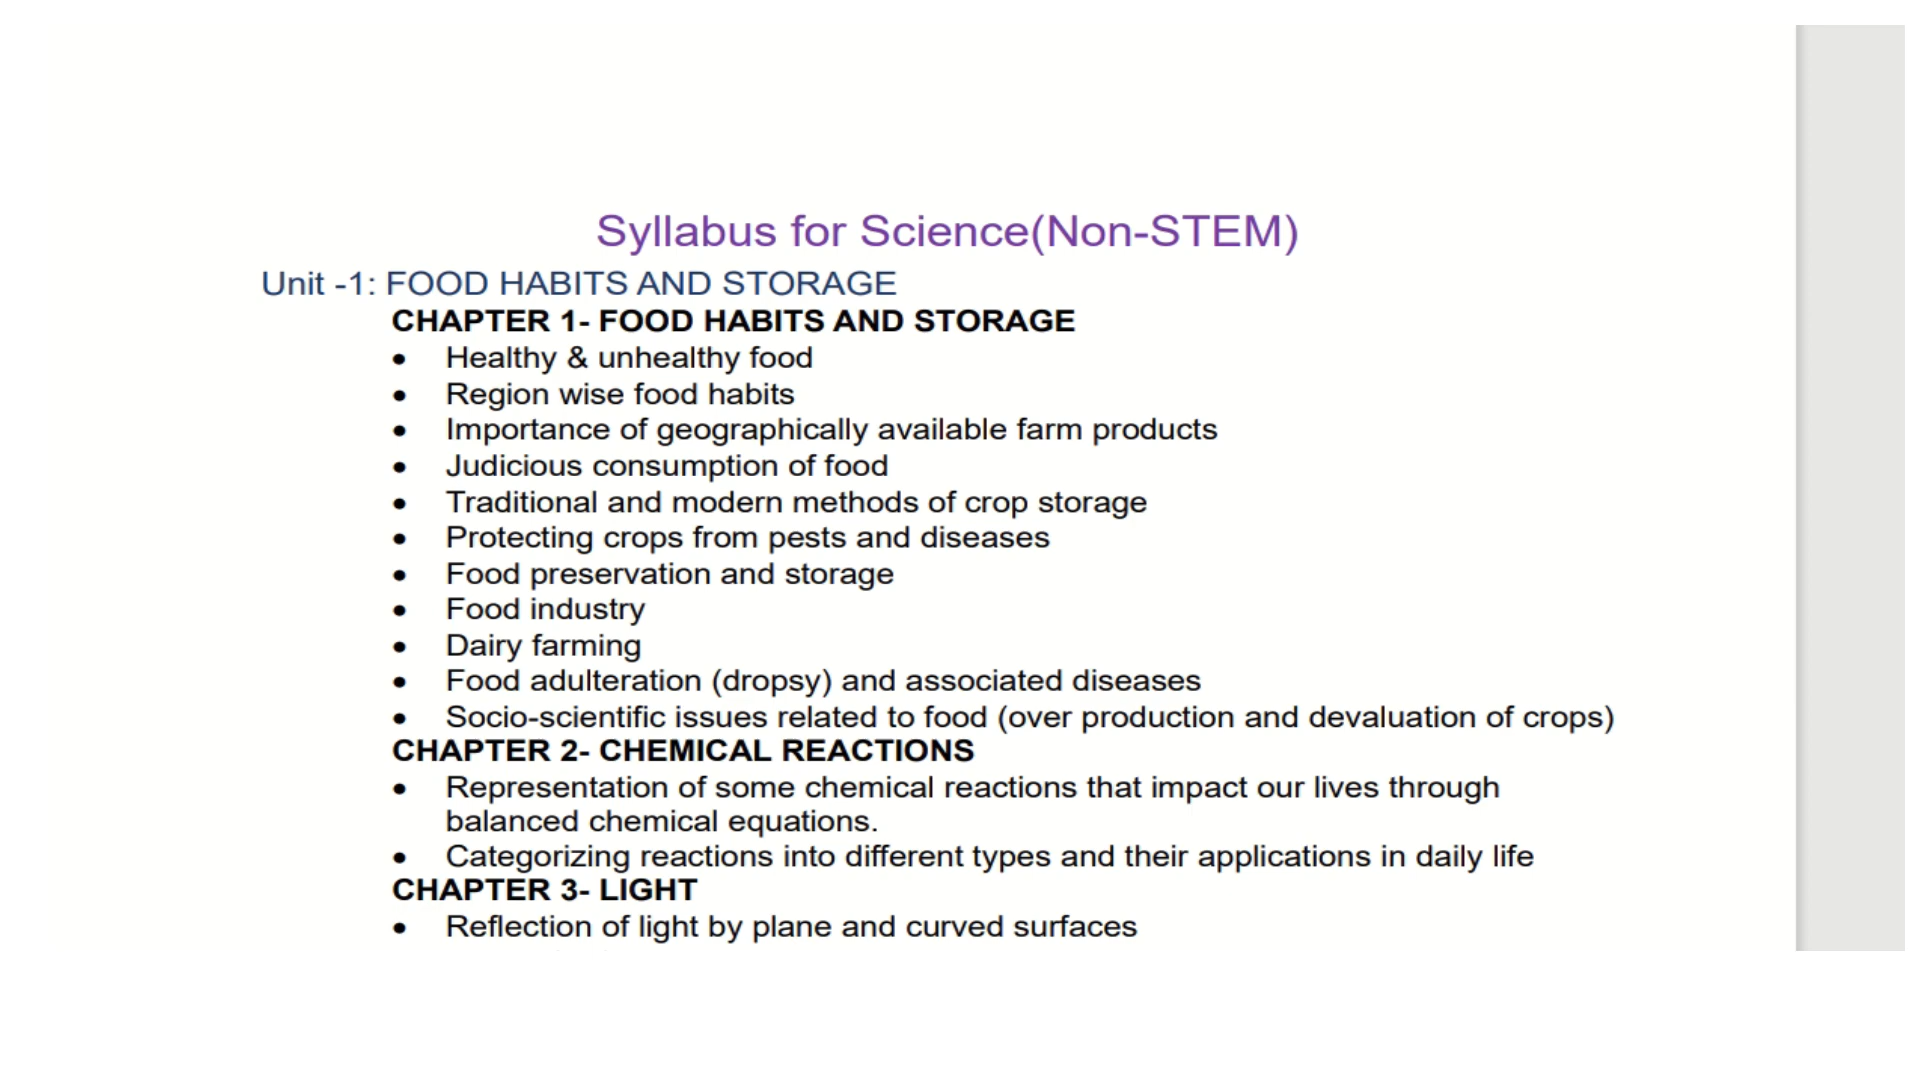 Syllabus for Science(Non-STEM)
Unit -1: FOOD HABITS AND STORAGE
CHAPTER 1- FOOD HABITS AND STORAGE
• Healthy & unhealthy food
• Region wise food habits
• Importance of geographically available farm products
• Judicious consumption of food
• Traditional and modern methods of crop storage
• Protecting crops from pests and diseases
• Food preservation and storage
• Food industry
• Dairy farming
• Food adulteration (dropsy) and associated diseases
• Socio-scientific issues related to food (over production and devaluation of crops)
CHAPTER 2- CHEMICAL REACTIONS
• Representation of some chemical reactions that impact our lives through
balanced chemical equations.
• Categorizing reactions into different types and their applications in daily life
CHAPTER 3- LIGHT
• Reflection of light by plane and curved surfaces